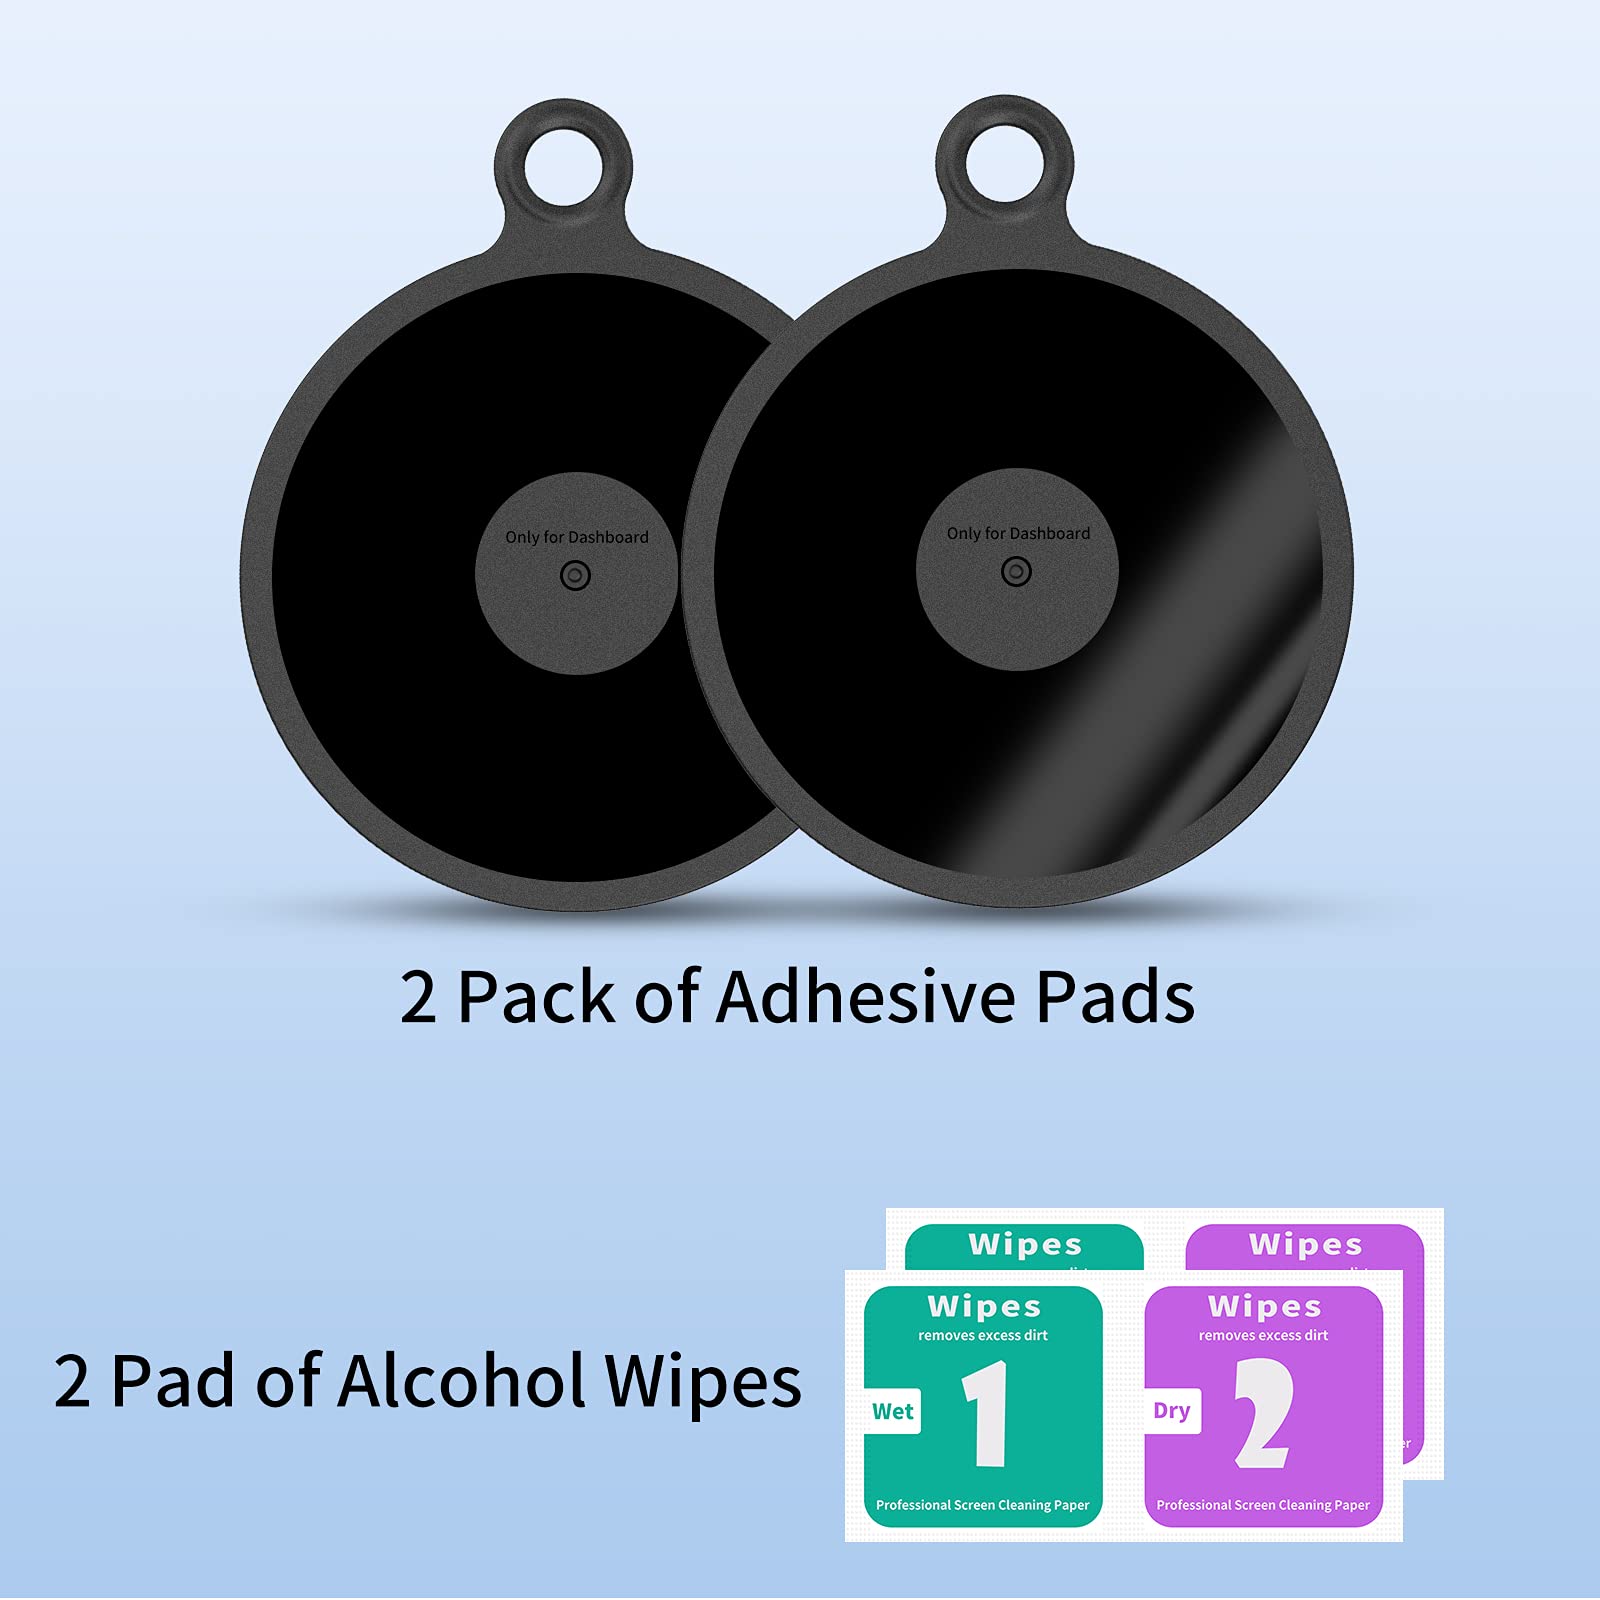 Only for Dashboard
Only for Dashboard
2 Pack of Adhesive Pads
Wipes
Wipes
2 Pad of Alcohol Wipes
Wipes
removes excess dirt
1
Wet
Professional Screen Cleaning Paper
Wipes
removes excess dirt
2
Dry
Professional Screen Cleaning Paper